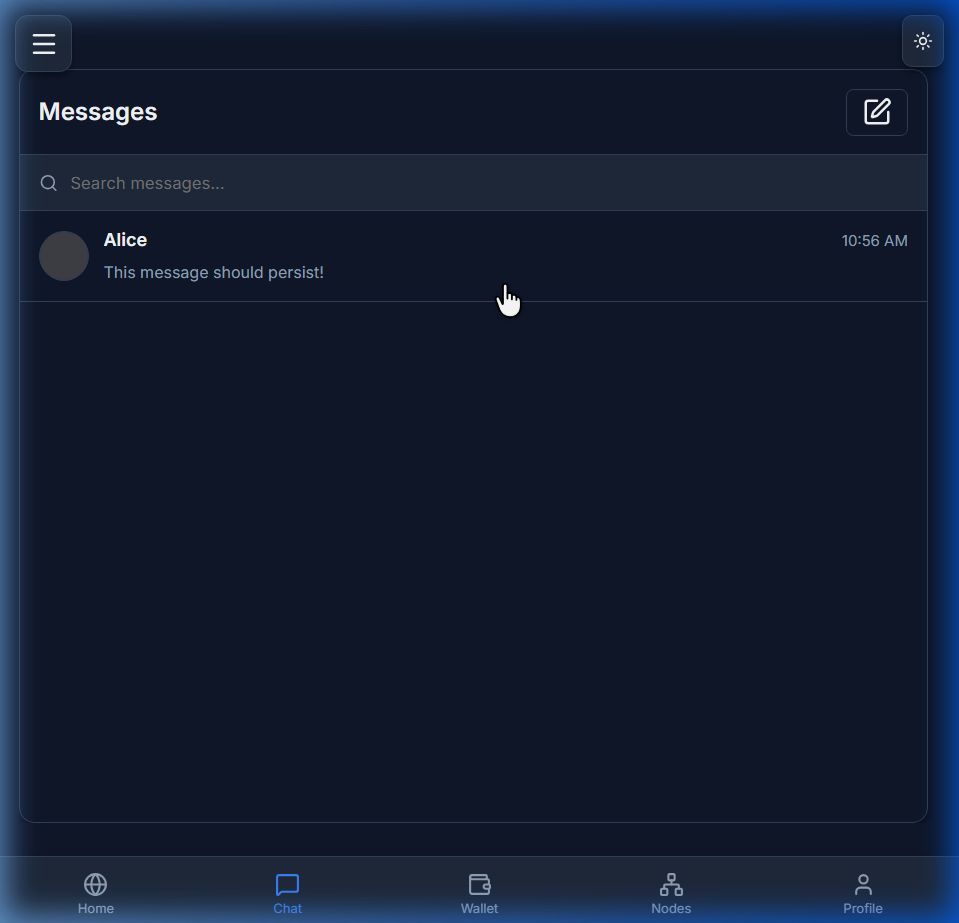 Messages
Search messages...
Alice
10:56 AM
This message should persist!
Home
Chat
Wallet
Nodes
Profile